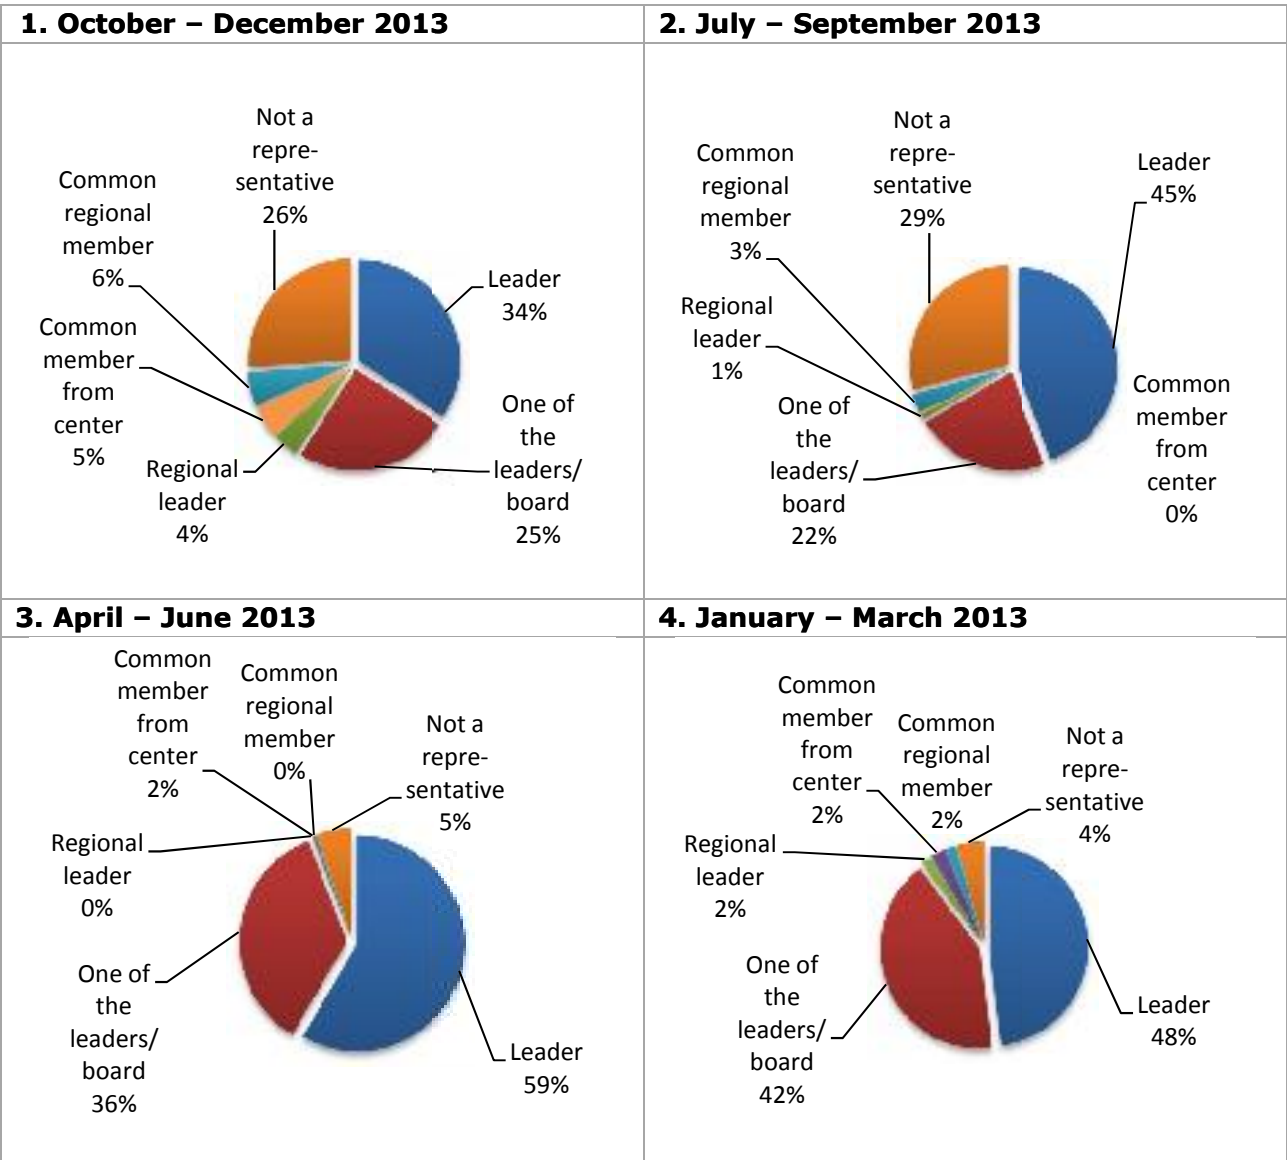 1. October – December 2013
Not a
repre-
sentative
26%
Common
regional
member
6%
Leader
34%
Common
member
from
center
5%
One of
the
leaders/
board
25%
Regional
leader
4%
2. July – September 2013
Not a
repre-
sentative
29%
Common
regional
member
3%
Leader
45%
Regional
leader
1%
Common
member
from
center
0%
One of
the
leaders/
board
22%
3. April – June 2013
Common
member
from
center
2%
Common
regional
member
0%
Not a
repre-
sentative
5%
Regional
leader
0%
One of
the
leaders/
board
36%
Leader
59%
4. January – March 2013
Common
member
from
center
2%
Common
regional
member
2%
Not a
repre-
sentative
4%
Regional
leader
2%
One of
the
leaders/
board
42%
Leader
48%